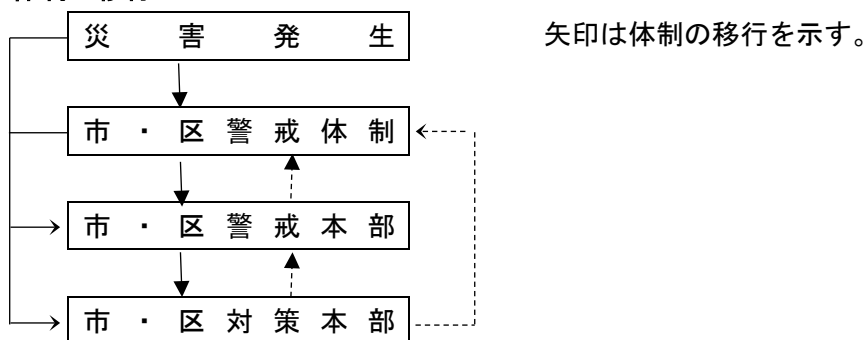 災害発生
矢印は体制の移行を示す。
市・区警戒体制
市・区警戒本部
市・区対策本部